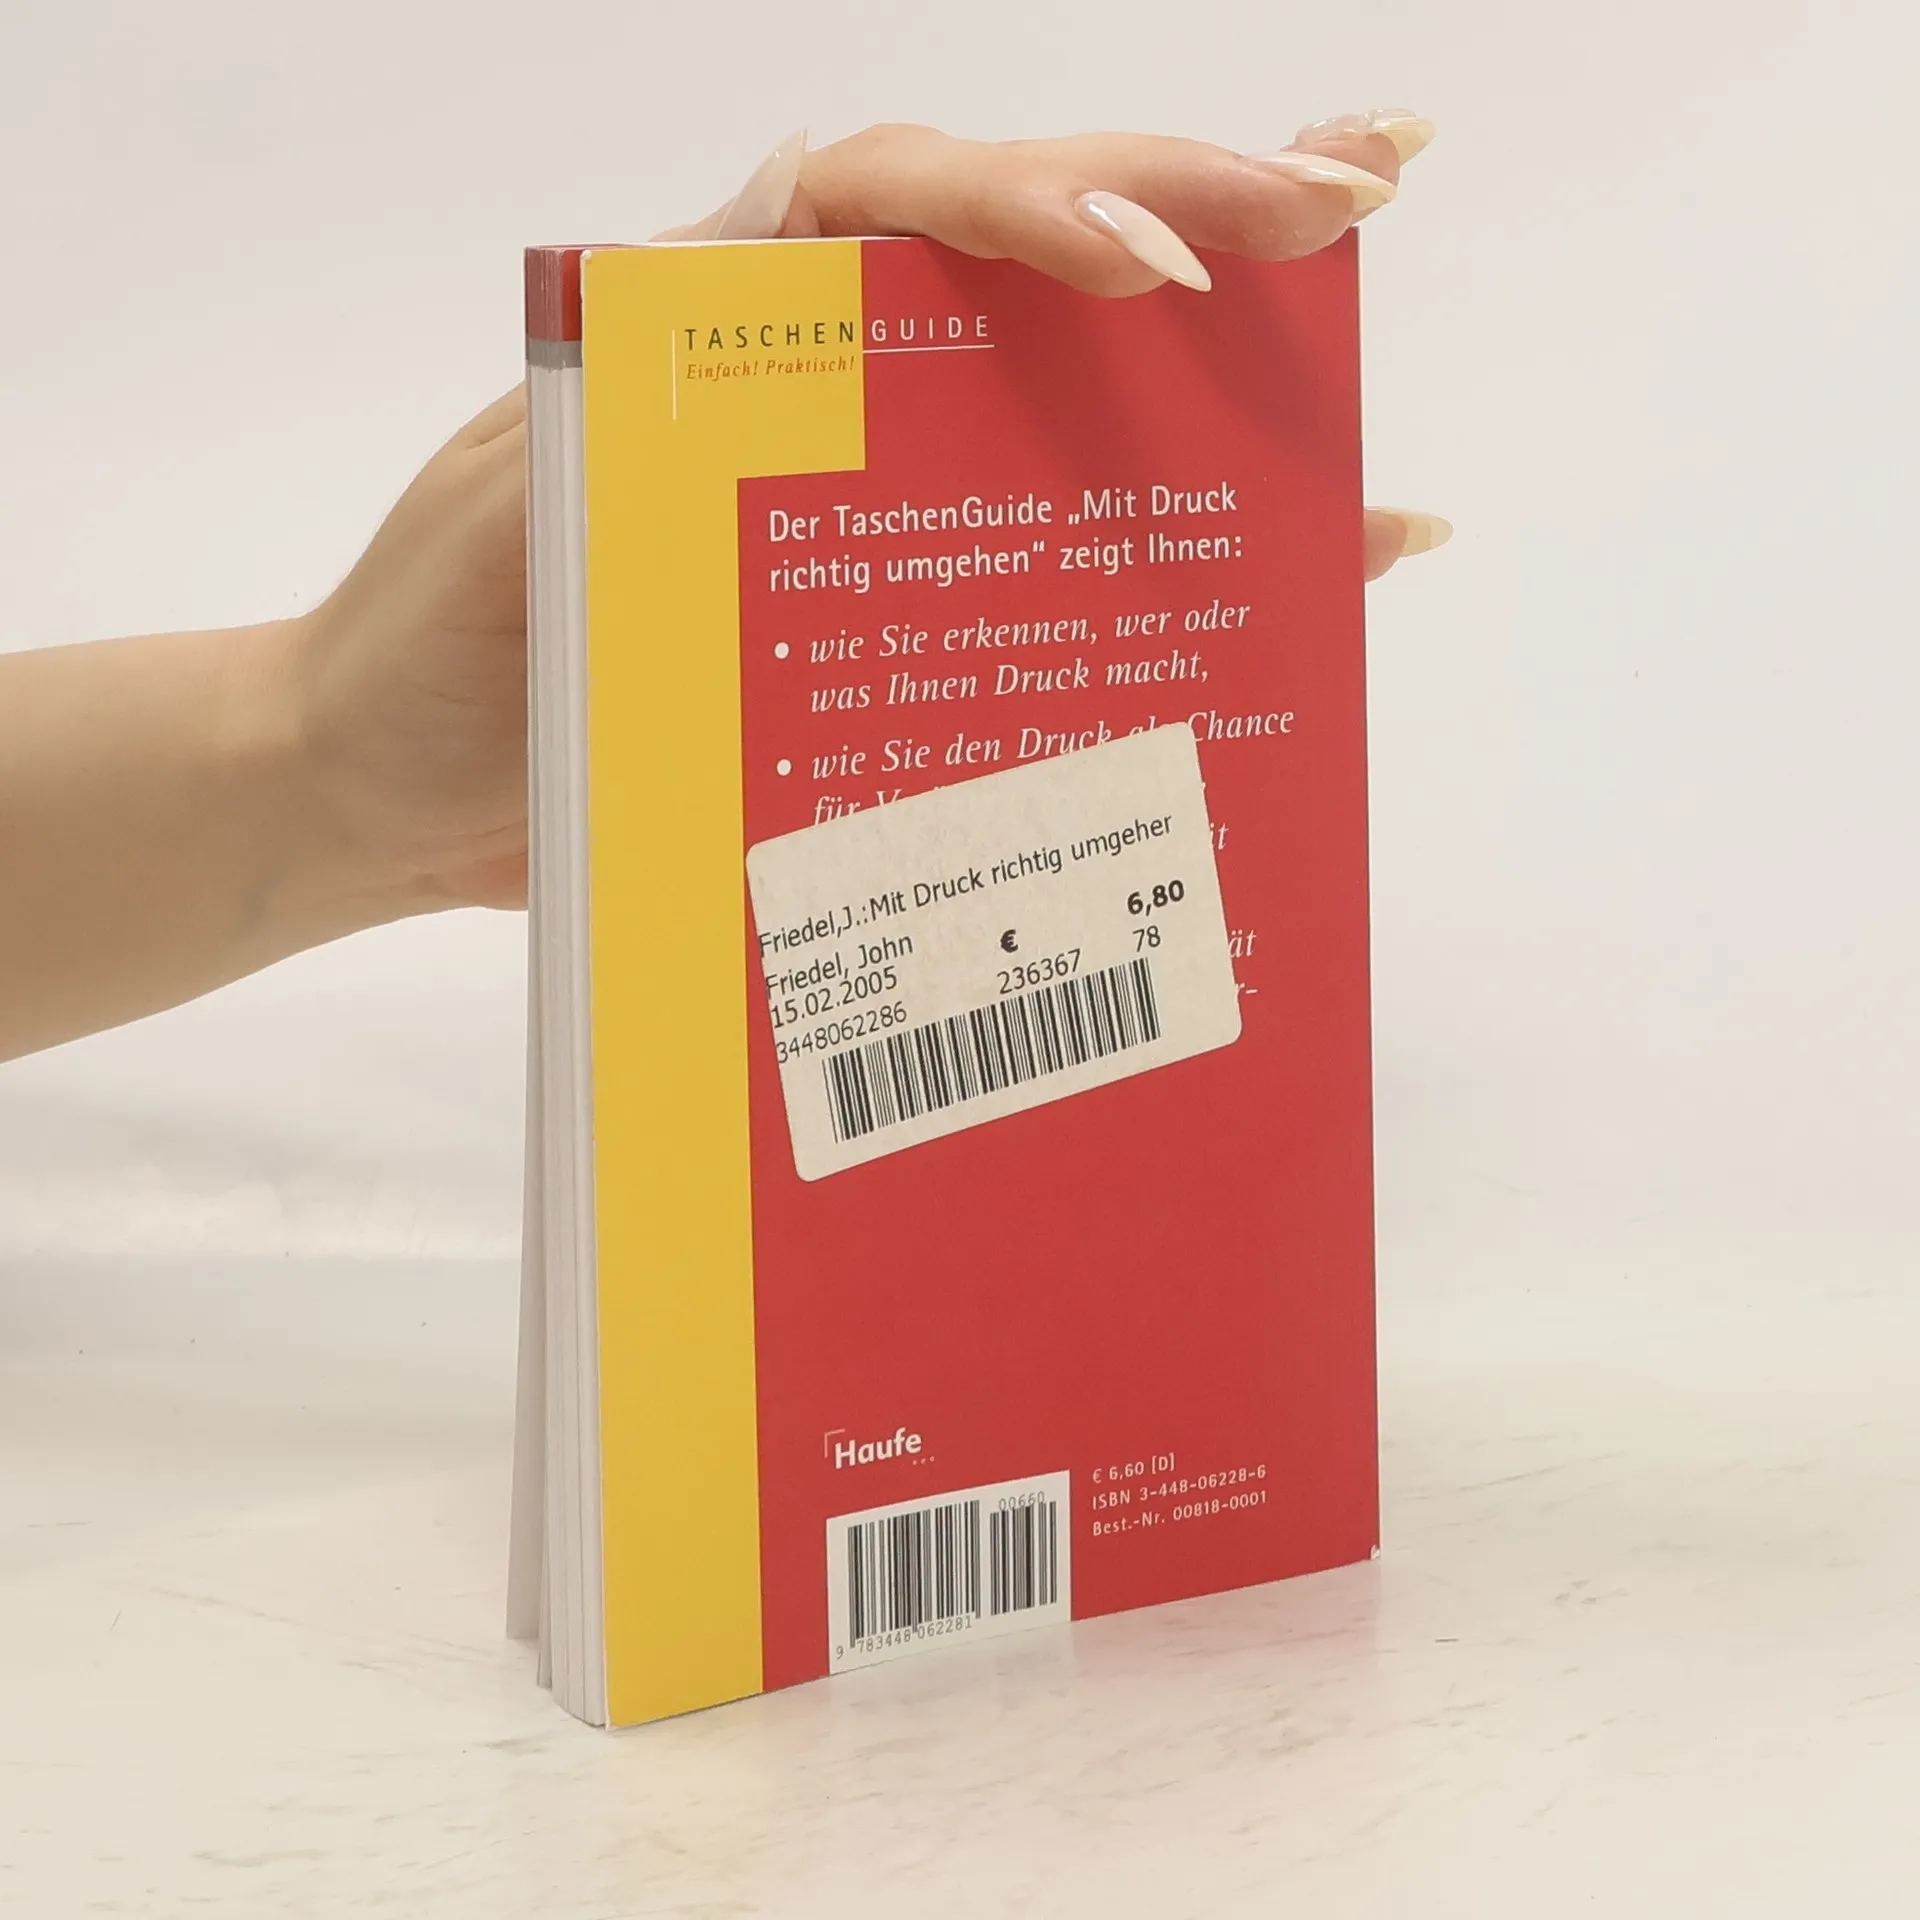 TASCHENGUIDE
Einfach! Praktisch!
Der TaschenGuide „Mit Druck
richtig umgehen“ zeigt Ihnen:
• wie Sie erkennen, wer oder
was Ihnen Druck macht,
• wie Sie den Druck als Chance
für
Friedel,J.:Mit Druck richtig umgeher
Friedel, John € 6,80
15.02.2005 236367 78
3448062286
Haufe
€ 6,60 [D]
ISBN 3-448-06228-6
Best.-Nr. 00818-0001
00660
9 783448 062281